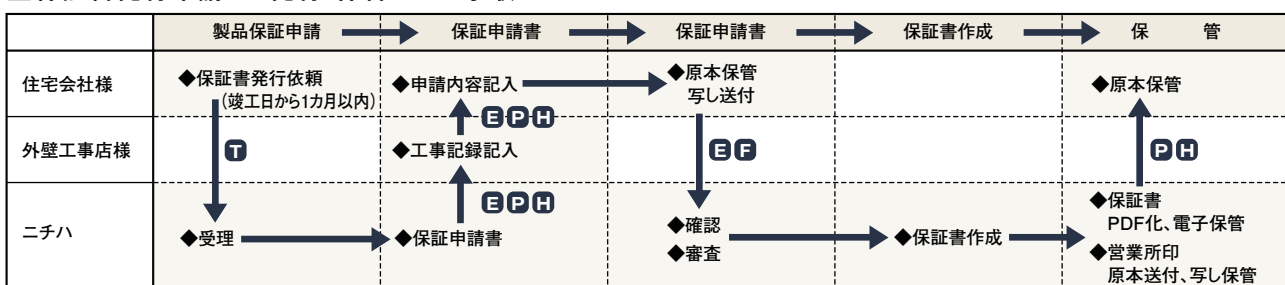 製品保証申請 保証申請書 保証申請書 保証書作成 保管
住宅会社様 ◆保証書発行依頼 ◆申請内容記入 ◆原本保管 ◆原本保管
(竣工日から1カ月以内) 写し送付
E P H
外壁工事店様 T ◆工事記録記入 E F P H
E P H
◆保証書
ニチハ ◆受理 ◆保証申請書 ◆確認 ◆保証書作成 PDF化、電子保管
◆審査 ◆営業所印
原本送付、写し保管